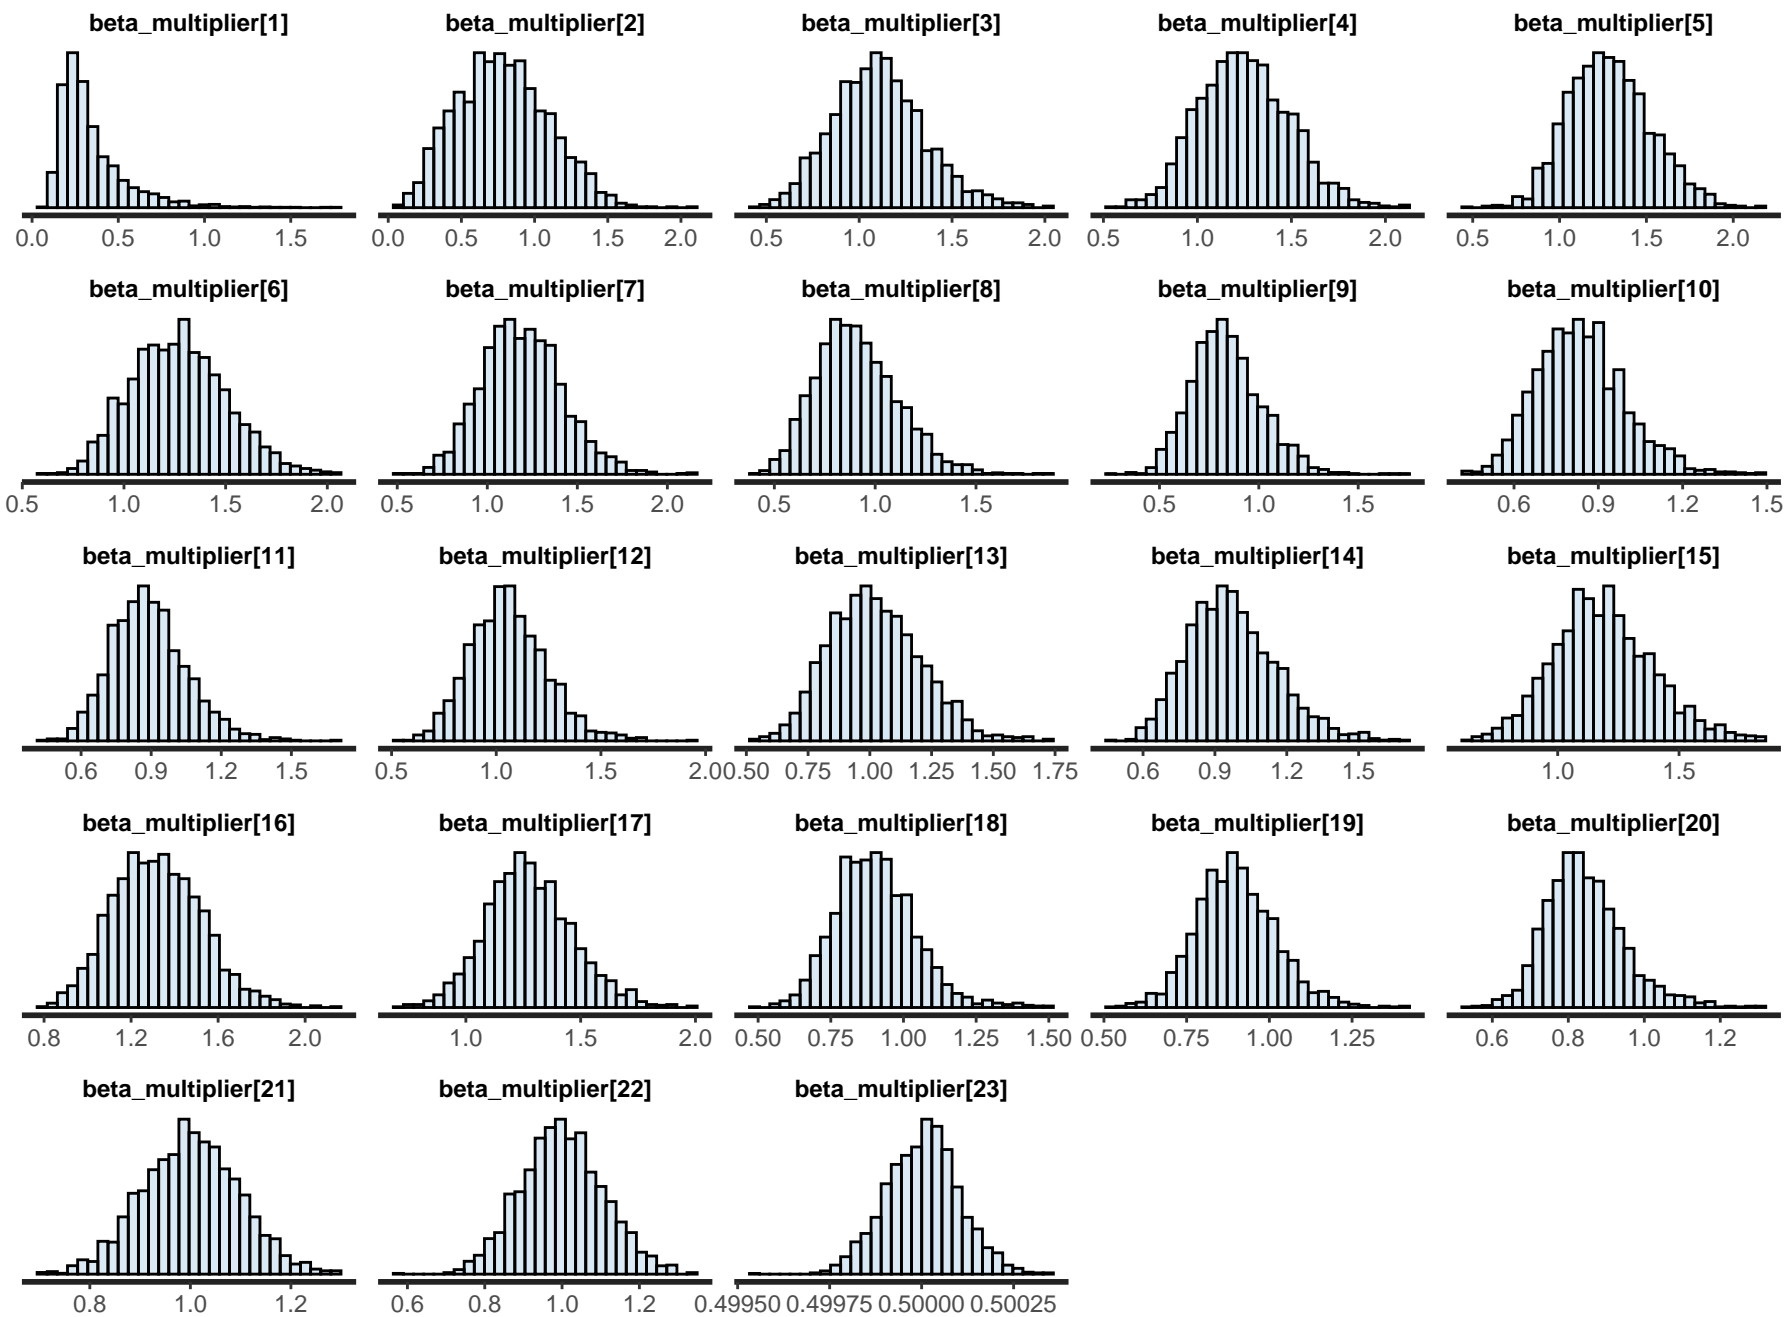 beta_multiplier[1] beta_multiplier[2] beta_multiplier[3] beta_multiplier[4] beta_multiplier[5]
0.0 0.5 1.0 1.5 0.0 0.5 1.0 1.5 2.0 0.5 1.0 1.5 2.0 0.5 1.0 1.5 2.0 0.5 1.0 1.5 2.0
beta_multiplier[6] beta_multiplier[7] beta_multiplier[8] beta_multiplier[9] beta_multiplier[10]
0.5 1.0 1.5 2.0 0.5 1.0 1.5 2.0 0.5 1.0 1.5 0.5 1.0 1.5 0.6 0.9 1.2 1.5
beta_multiplier[11] beta_multiplier[12] beta_multiplier[13] beta_multiplier[14] beta_multiplier[15]
0.6 0.9 1.2 1.5 0.5 1.0 1.5 2.0 0.50 0.75 1.00 1.25 1.50 1.75 0.6 0.9 1.2 1.5 1.0 1.5
beta_multiplier[16] beta_multiplier[17] beta_multiplier[18] beta_multiplier[19] beta_multiplier[20]
0.8 1.2 1.6 2.0 1.0 1.5 2.0 0.50 0.75 1.00 1.25 1.50 0.50 0.75 1.00 1.25 0.6 0.8 1.0 1.2
beta_multiplier[21] beta_multiplier[22] beta_multiplier[23]
0.8 1.0 1.2 0.6 0.8 1.0 1.2 0.49950 0.49975 0.50000 0.50025